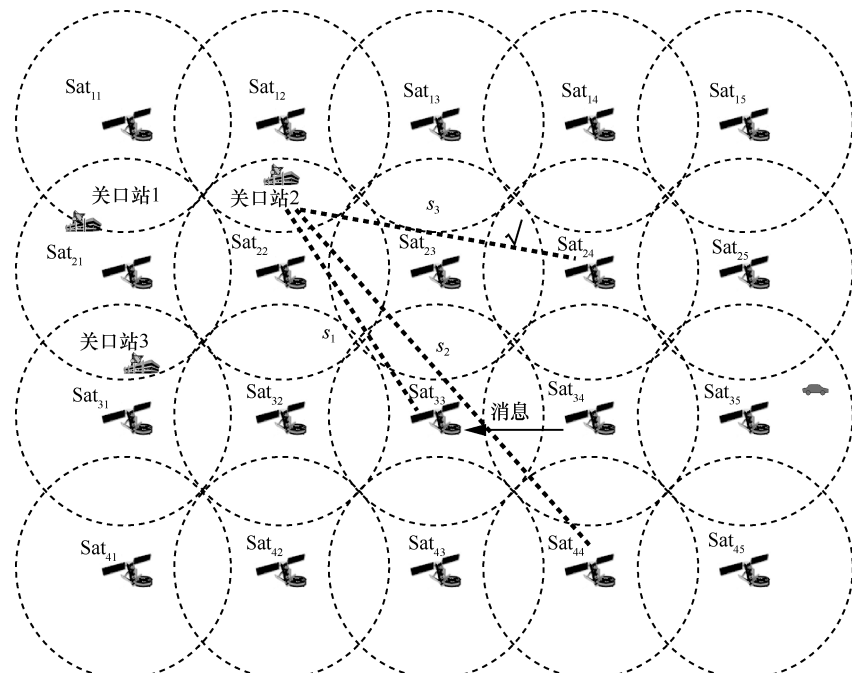 Sat₁₁ Sat₁₂ Sat₁₃ Sat₁₄ Sat₁₅
关口站1 关口站2
s₃
Sat₂₁ Sat₂₂ Sat₂₃ Sat₂₄ Sat₂₅
关口站3 s₁ s₂
Sat₃₁ Sat₃₂ Sat₃₃ 消息 Sat₃₄ Sat₃₅
Sat₄₁ Sat₄₂ Sat₄₃ Sat₄₄ Sat₄₅